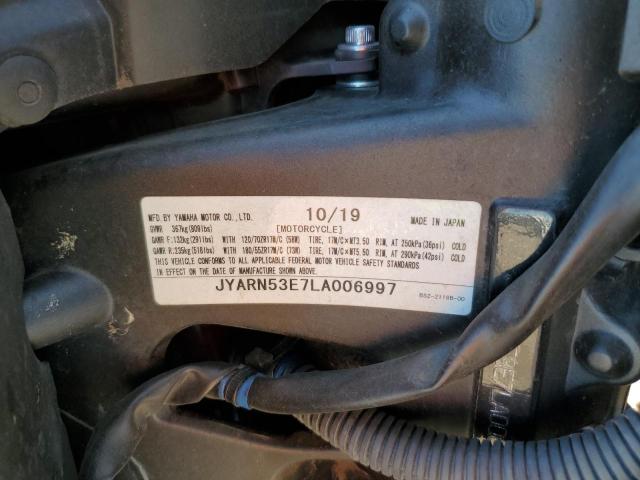 MFD.BY YAMAHA MOTOR CO.,LTD. 10/19 MADE IN JAPAN
GVWR 367kg(809lbs) [MOTORCYCLE]
GAWR F:132kg(291lbs) WITH 120/70ZR17M/C (58W) TIRE, 17M/C×MT3.50 RIM, AT 250kPa(36psi) COLD
GAWR R:235kg(518lbs) WITH 180/55ZR17M/C (73W) TIRE, 17M/C×MT5.50 RIM, AT 290kPa(42psi) COLD
THIS VEHICLE CONFORMS TO ALL APPLICABLE FEDERAL MOTOR VEHICLE SAFETY STANDARDS
IN EFFECT ON THE DATE OF MANUFACTURE SHOWN ABOVE.
JYARN53E7LA006997
BS2-2118B-00